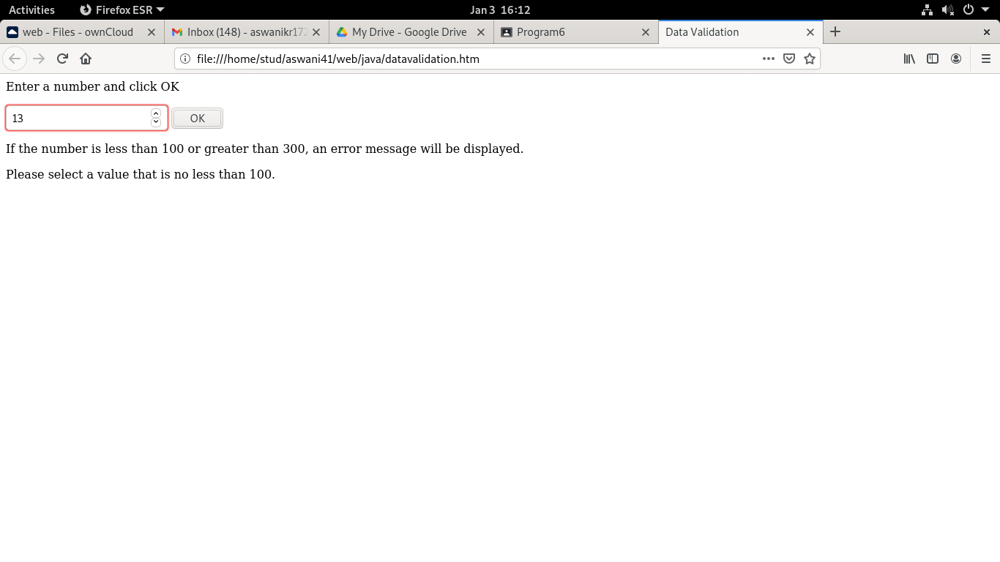 Activities Firefox ESR Jan 3 16:12
web - Files - ownCloud Inbox (148) - aswanikr172 My Drive - Google Drive Program6 Data Validation
file:///home/stud/aswani41/web/java/datavalidation.htm
Enter a number and click OK
13 OK
If the number is less than 100 or greater than 300, an error message will be displayed.
Please select a value that is no less than 100.